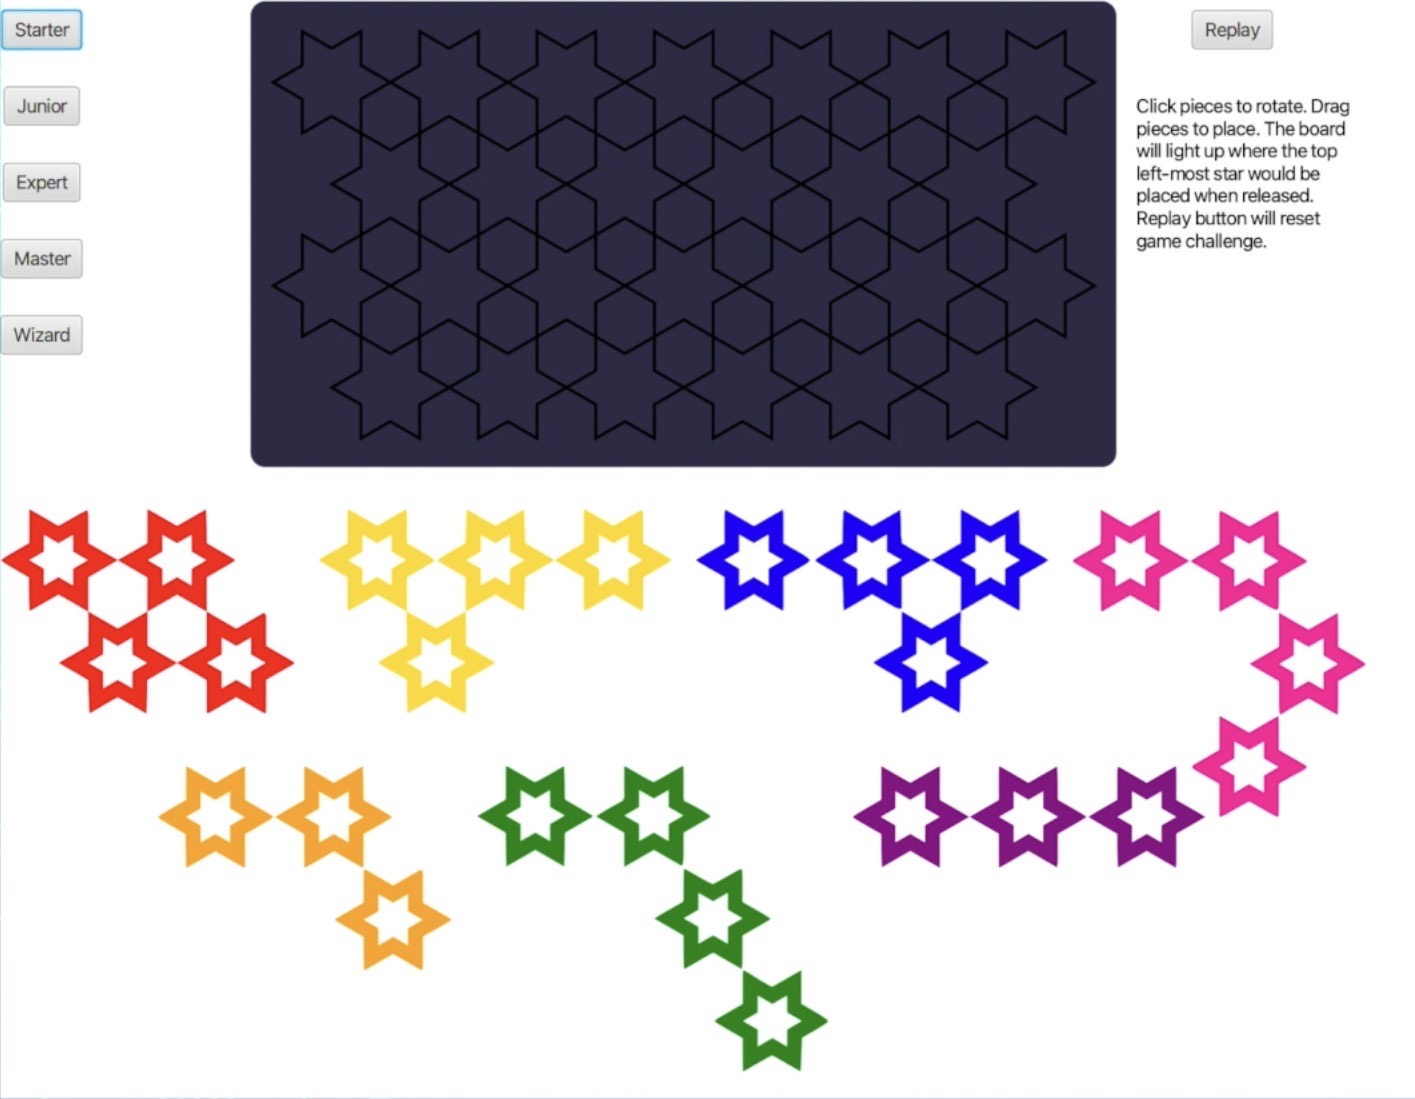 Starter
Junior
Expert
Master
Wizard
Replay
Click pieces to rotate. Drag
pieces to place. The board
will light up where the top
left-most star would be
placed when released.
Replay button will reset
game challenge.